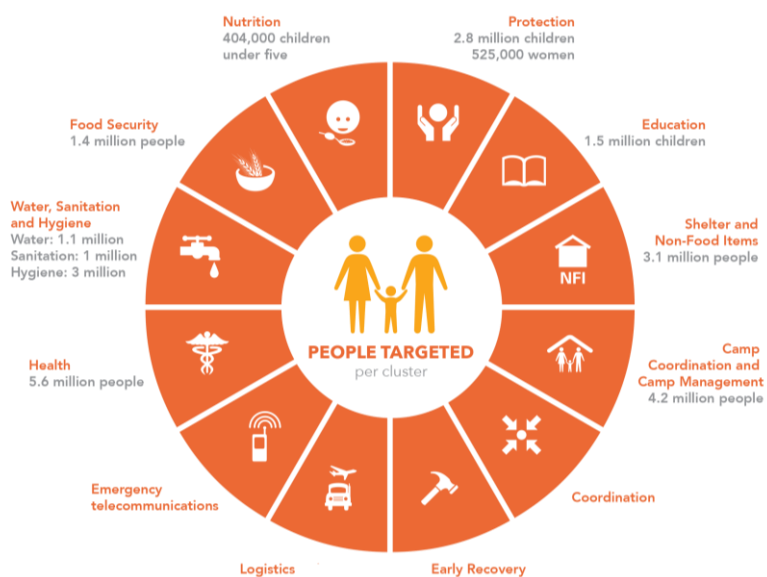 Nutrition
404,000 children
under five
Protection
2.8 million children
525,000 women
Food Security
1.4 million people
Education
1.5 million children
Water, Sanitation
and Hygiene
Water: 1.1 million
Sanitation: 1 million
Hygiene: 3 million
Shelter and
Non-Food Items
3.1 million people
NFI
PEOPLE TARGETED
per cluster
Health
5.6 million people
Camp
Coordination and
Camp Management
4.2 million people
Emergency
telecommunications
Coordination
Logistics
Early Recovery